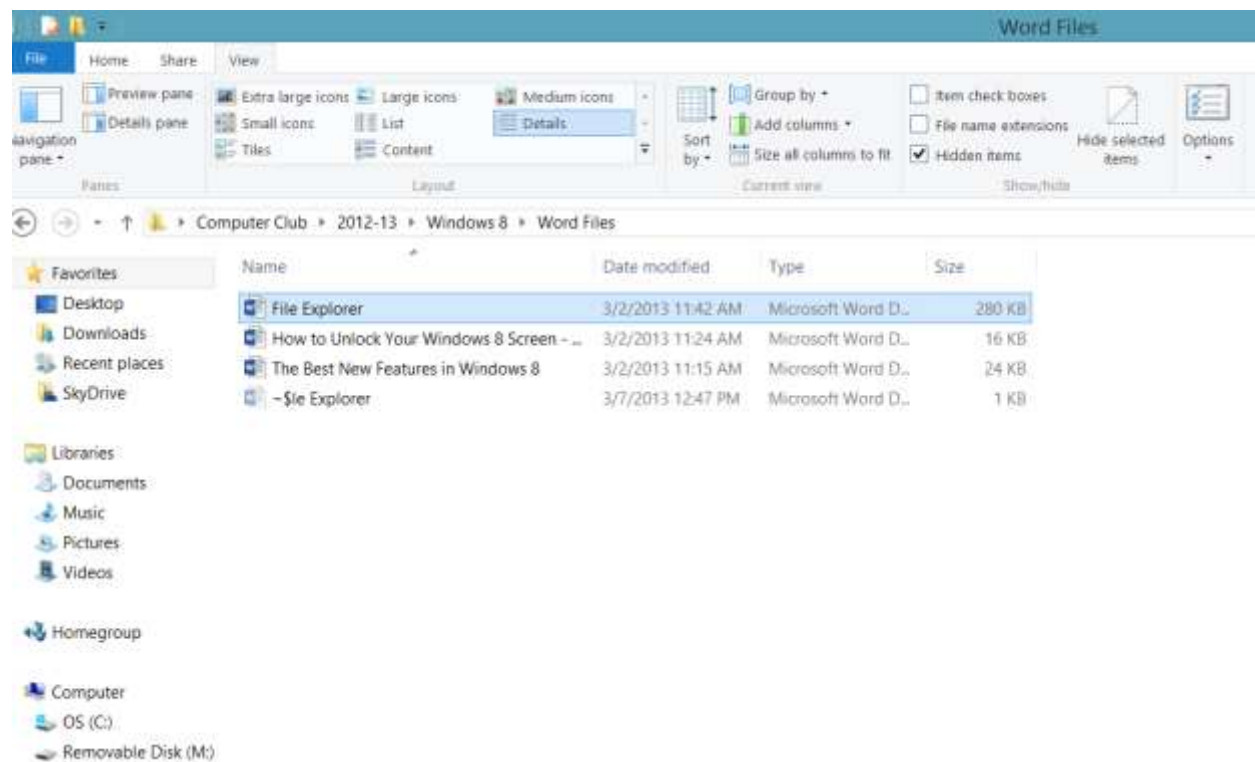 Word Files
File Home Share View
Preview pane Extra large icons Large icons Medium icons Group by Item check boxes
Details pane Small icons List Details Add columns File name extensions
Navigation pane Tiles Content Sort by Size all columns to fit Hidden items Hide selected items Options
Panes Layout Current view Show/hide
Computer Club 2012-13 Windows 8 Word Files
Favorites Name Date modified Type Size
Desktop File Explorer 3/2/2013 11:42 AM Microsoft Word D... 280 KB
Downloads How to Unlock Your Windows 8 Screen - ... 3/2/2013 11:24 AM Microsoft Word D... 16 KB
Recent places The Best New Features in Windows 8 3/2/2013 11:15 AM Microsoft Word D... 24 KB
SkyDrive ~$le Explorer 3/7/2013 12:47 PM Microsoft Word D... 1 KB
Libraries
Documents
Music
Pictures
Videos
Homegroup
Computer
OS (C:)
Removable Disk (M:)